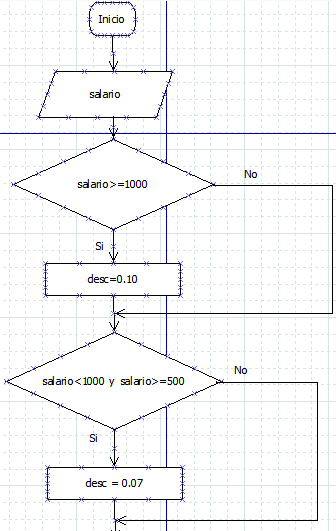 Inicio
salario
salario>=1000
No
Si
desc=0.10
salario<1000 y salario>=500
No
Si
desc = 0.07